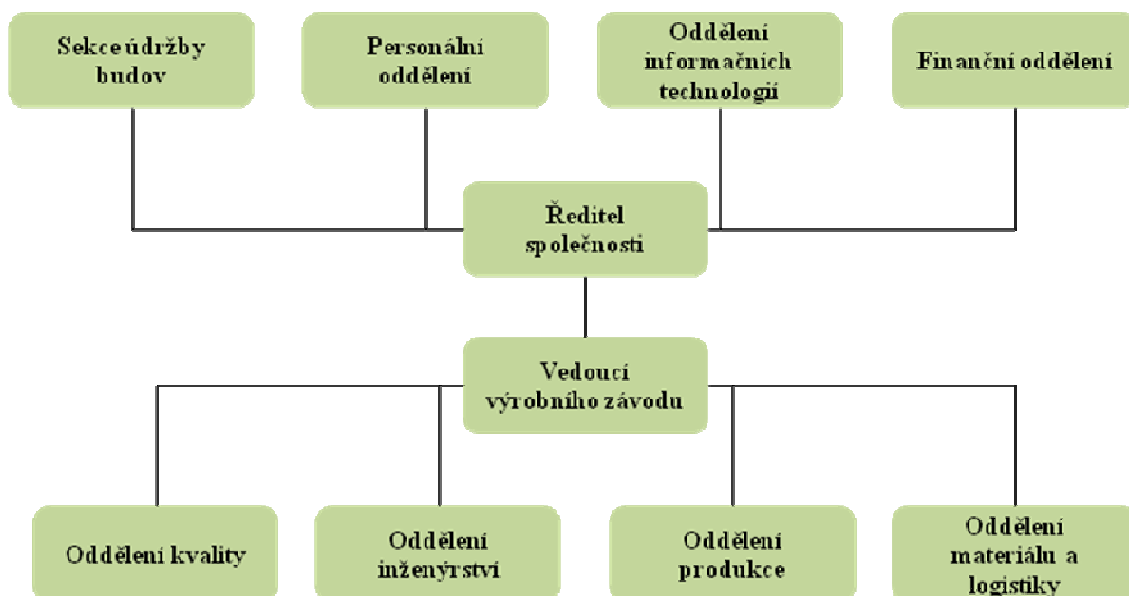 Sekce údržby
budov
Personální
oddělení
Oddělení
informačních
technologií
Finanční oddělení
Ředitel
společnosti
Vedoucí
výrobního závodu
Oddělení kvality
Oddělení
inženýrství
Oddělení
produkce
Oddělení
materiálu a
logistiky